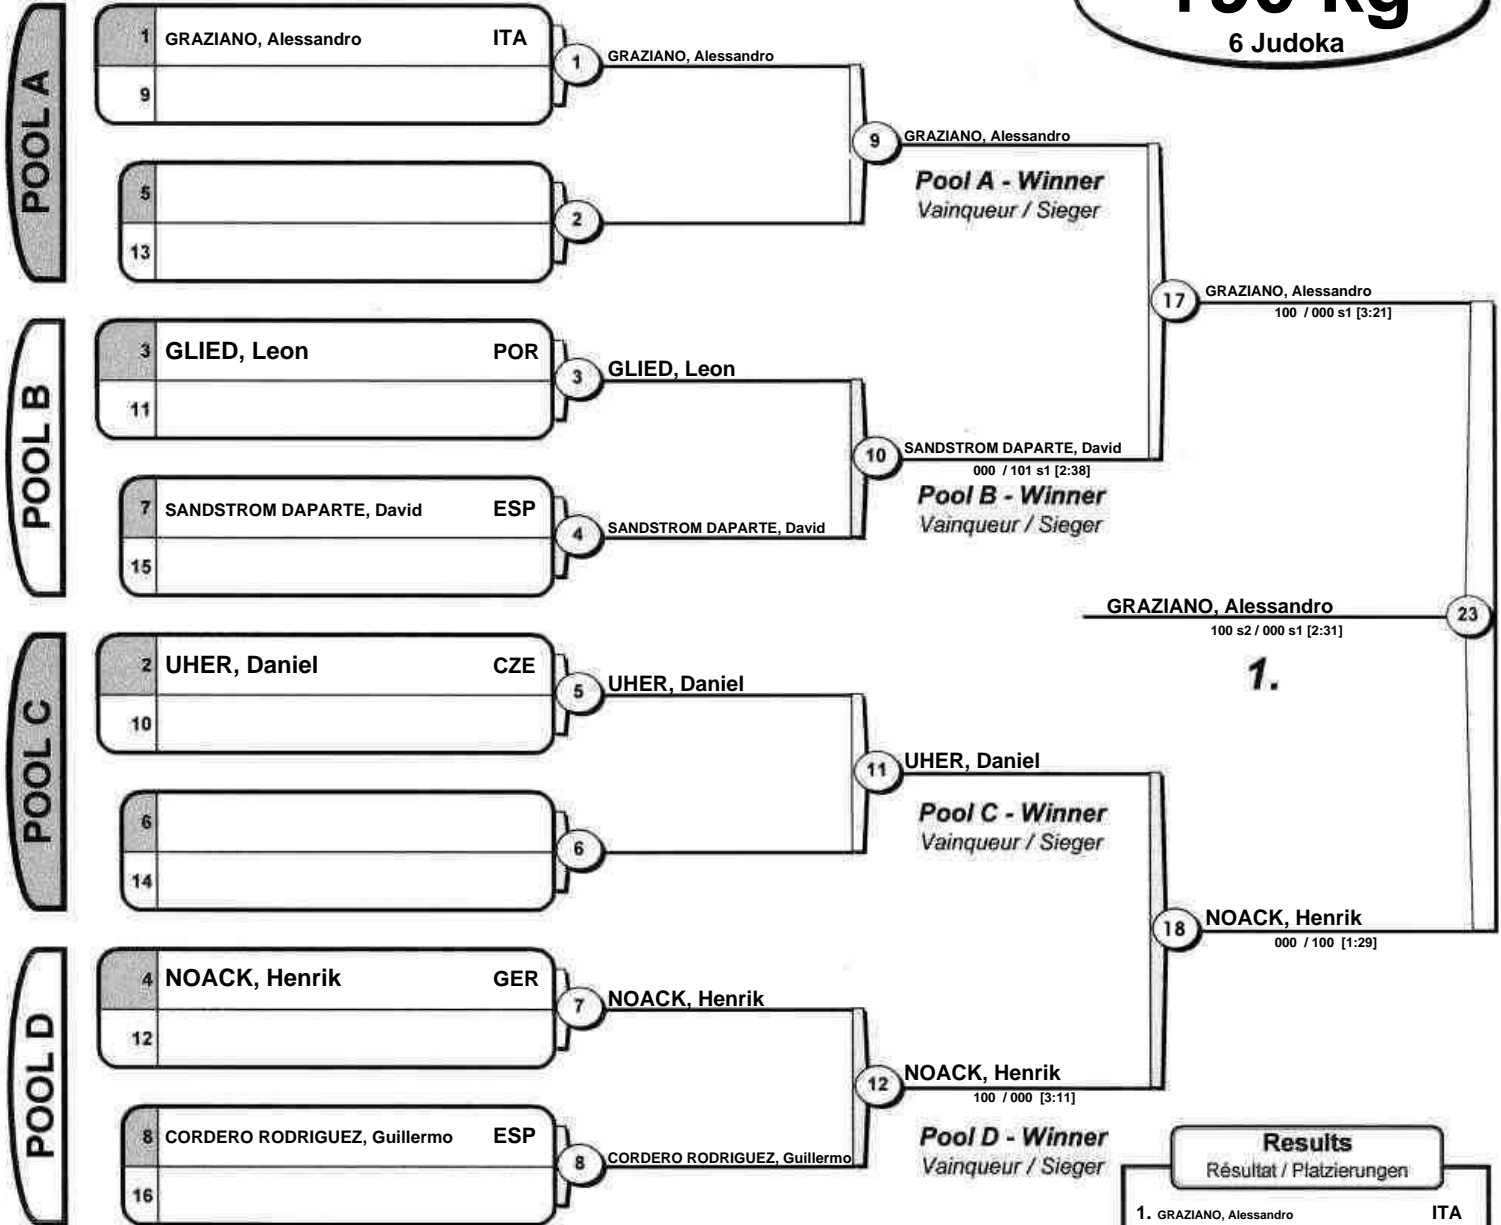 6 Judoka
POOL A
1 GRAZIANO, Alessandro ITA
9
5
13
1 GRAZIANO, Alessandro
2
9 GRAZIANO, Alessandro
Pool A - Winner
Vainqueur / Sieger
POOL B
3 GLIED, Leon POR
11
7 SANDSTROM DAPARTE, David ESP
15
3 GLIED, Leon
4 SANDSTROM DAPARTE, David
10 SANDSTROM DAPARTE, David
000 / 101 s1 [2:38]
Pool B - Winner
Vainqueur / Sieger
17 GRAZIANO, Alessandro
100 / 000 s1 [3:21]
GRAZIANO, Alessandro 23
100 s2 / 000 s1 [2:31]
1.
POOL C
2 UHER, Daniel CZE
10
6
14
5 UHER, Daniel
6
11 UHER, Daniel
Pool C - Winner
Vainqueur / Sieger
18 NOACK, Henrik
000 / 100 [1:29]
POOL D
4 NOACK, Henrik GER
12
8 CORDERO RODRIGUEZ, Guillermo ESP
16
7 NOACK, Henrik
8 CORDERO RODRIGUEZ, Guillermo
12 NOACK, Henrik
100 / 000 [3:11]
Pool D - Winner
Vainqueur / Sieger
Results
Résultat / Platzierungen
1. GRAZIANO, Alessandro ITA